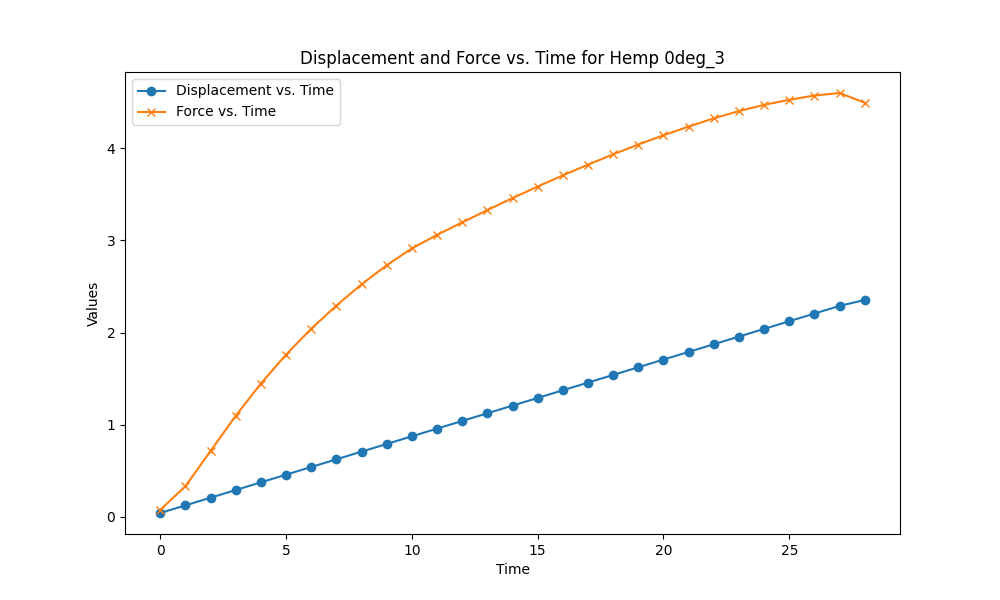 Displacement and Force vs. Time for Hemp 0deg_3
Displacement vs. Time
Force vs. Time
Values
4
3
2
1
0
0 5 10 15 20 25
Time